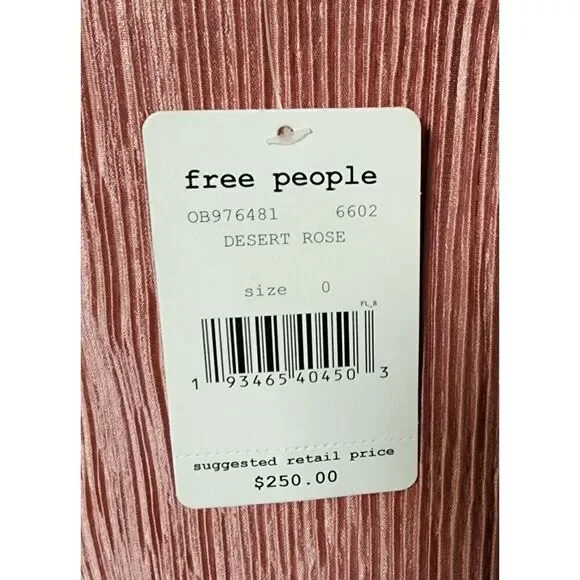 free people
OB976481 6602
DESERT ROSE
size 0
FL_8
1 93465 40450 3
suggested retail price
$250.00